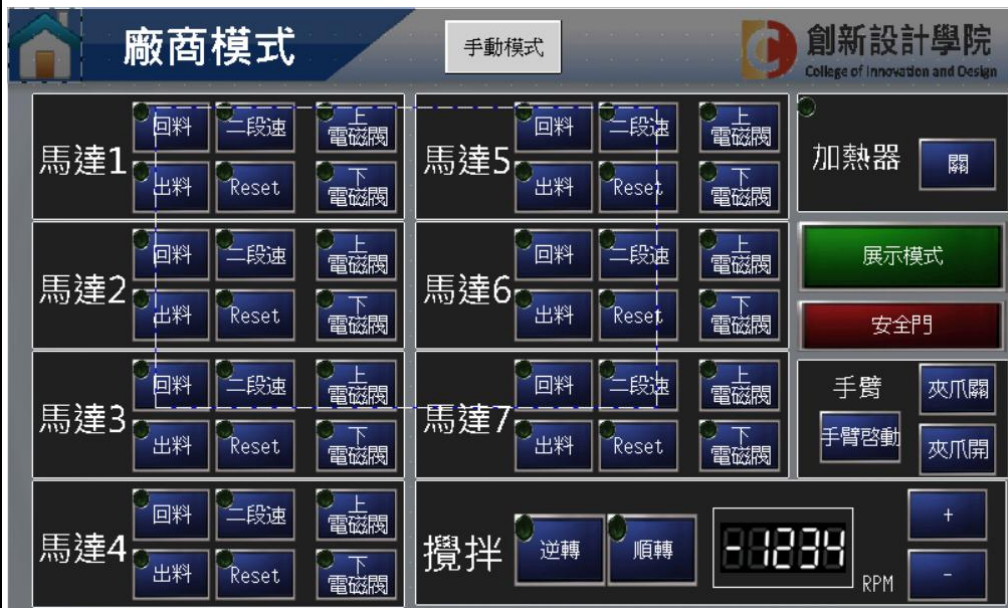 廠商模式
手動模式
創新設計學院
College of Innovation and Design
馬達1
回料
二段速
上
電磁閥
出料
Reset
下
電磁閥
馬達5
回料
二段速
上
電磁閥
出料
Reset
下
電磁閥
加熱器
關
馬達2
回料
二段速
上
電磁閥
出料
Reset
下
電磁閥
馬達6
回料
二段速
上
電磁閥
出料
Reset
下
電磁閥
展示模式
安全門
馬達3
回料
二段速
上
電磁閥
出料
Reset
下
電磁閥
馬達7
回料
二段速
上
電磁閥
出料
Reset
下
電磁閥
手臂
手臂啓動
夾爪關
夾爪開
馬達4
回料
二段速
上
電磁閥
出料
Reset
下
電磁閥
攪拌
逆轉
順轉
-1234
RPM
+
-